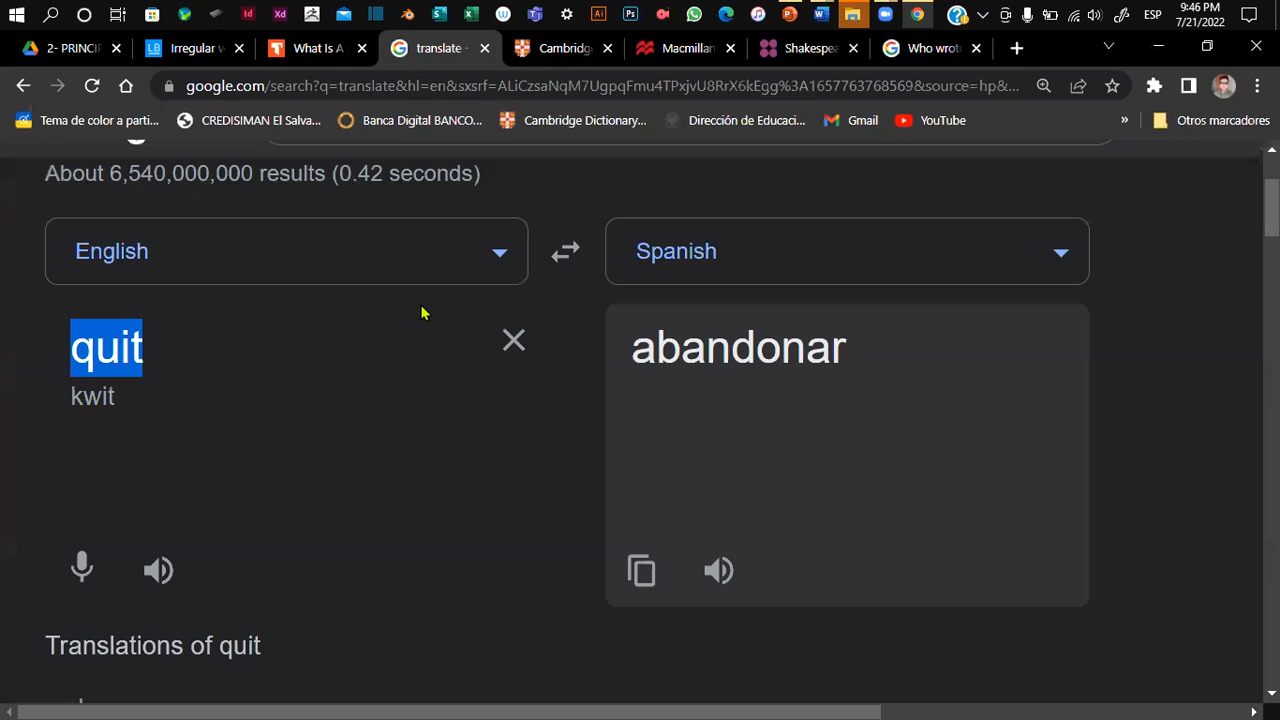 9:46 PM
ESP
7/21/2022
2- PRINCIP
Irregular v
What Is A
translate -
Cambridg
Macmillan
Shakespea
Who wrot
google.com/search?q=translate&hl=en&sxsrf=ALiCzsaNqM7UgpqFmu4TPxjvU8RrX6kEgg%3A1657763768569&source=hp&...
Tema de color a parti...
CREDISIMAN El Salva...
Banca Digital BANCO...
Cambridge Dictionary...
Dirección de Educaci...
Gmail
YouTube
»
Otros marcadores
About 6,540,000,000 results (0.42 seconds)
English
Spanish
quit
abandonar
kwit
Translations of quit